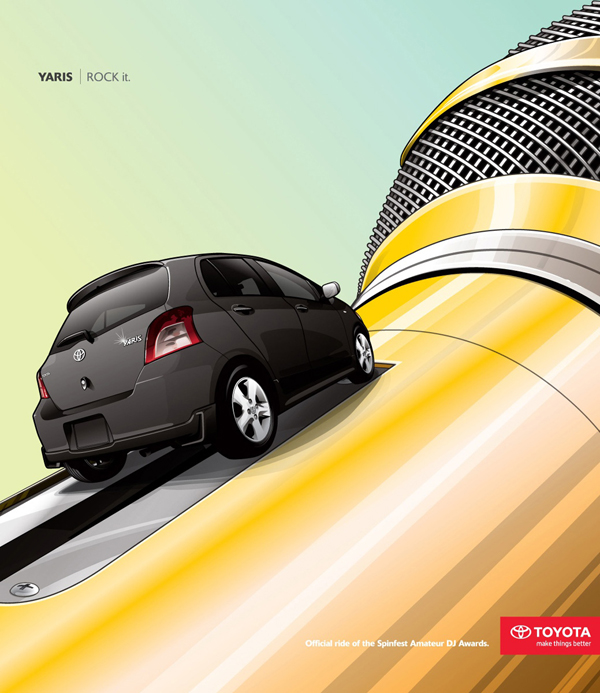 YARIS | ROCK it.
YARIS
Official ride of the Spinfest Amateur DJ Awards.
TOYOTA
make things better